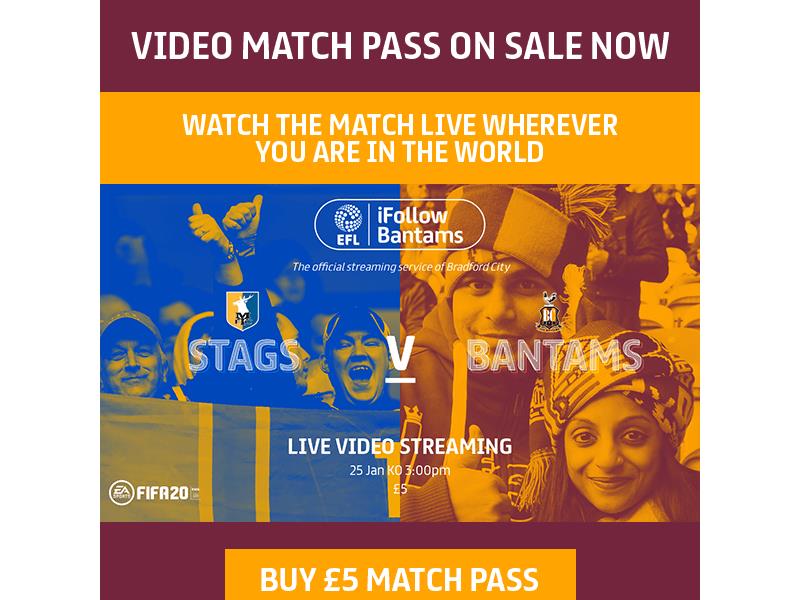 VIDEO MATCH PASS ON SALE NOW
WATCH THE MATCH LIVE WHEREVER
YOU ARE IN THE WORLD
EFL
iFollow
Bantams
The official streaming service of Bradford City
STAGS
V
BANTAMS
LIVE VIDEO STREAMING
25 Jan KO 3:00pm
£5
EA
SPORTS
FIFA20
BUY £5 MATCH PASS